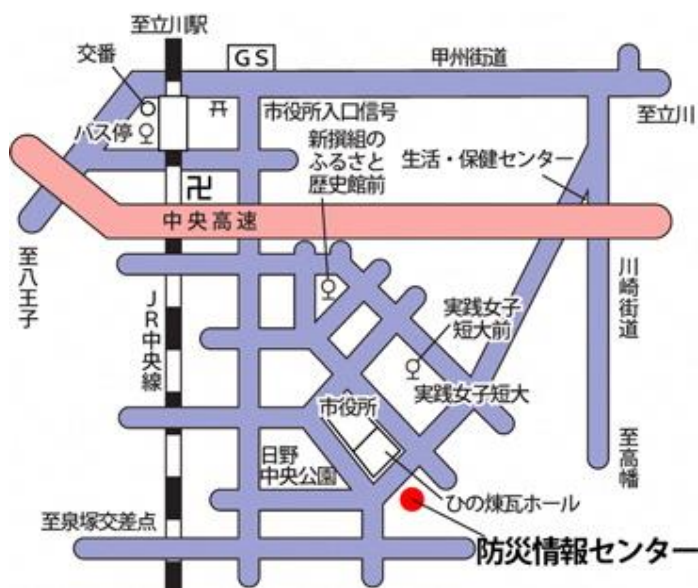 至立川駅
交番
GS
甲州街道
市役所入口信号
至立川
バス停
新撰組の
ふるさと
歴史館前
生活・保健センター
中央高速
至八王子
JR中央線
川崎街道
実践女子
短大前
実践女子短大
市役所
至高幡
日野
中央公園
ひの煉瓦ホール
至泉塚交差点
防災情報センター